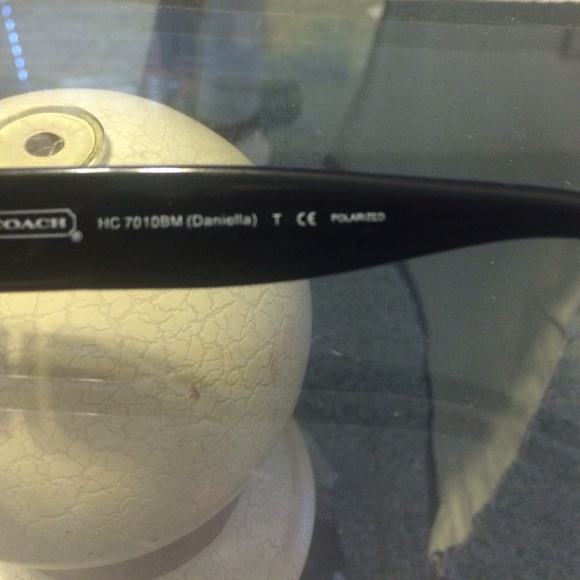 COACH ® HC 7010BM (Daniella) T CE POLARIZED